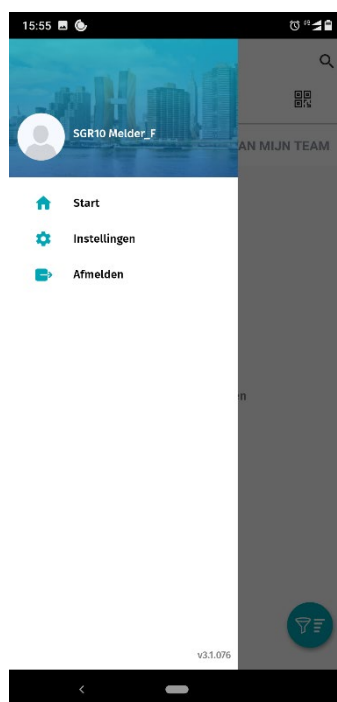 15:55
SGR10 Melder_F
AN MIJN TEAM
Start
Instellingen
Afmelden
n
v3.1.076